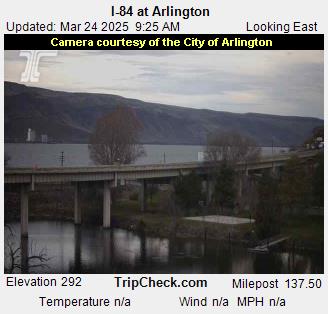 I-84 at Arlington
Updated: Mar 24 2025 9:25 AM Looking East
Camera courtesy of the City of Arlington
Elevation 292 TripCheck.com Milepost 137.50
Temperature n/a Wind n/a MPH n/a